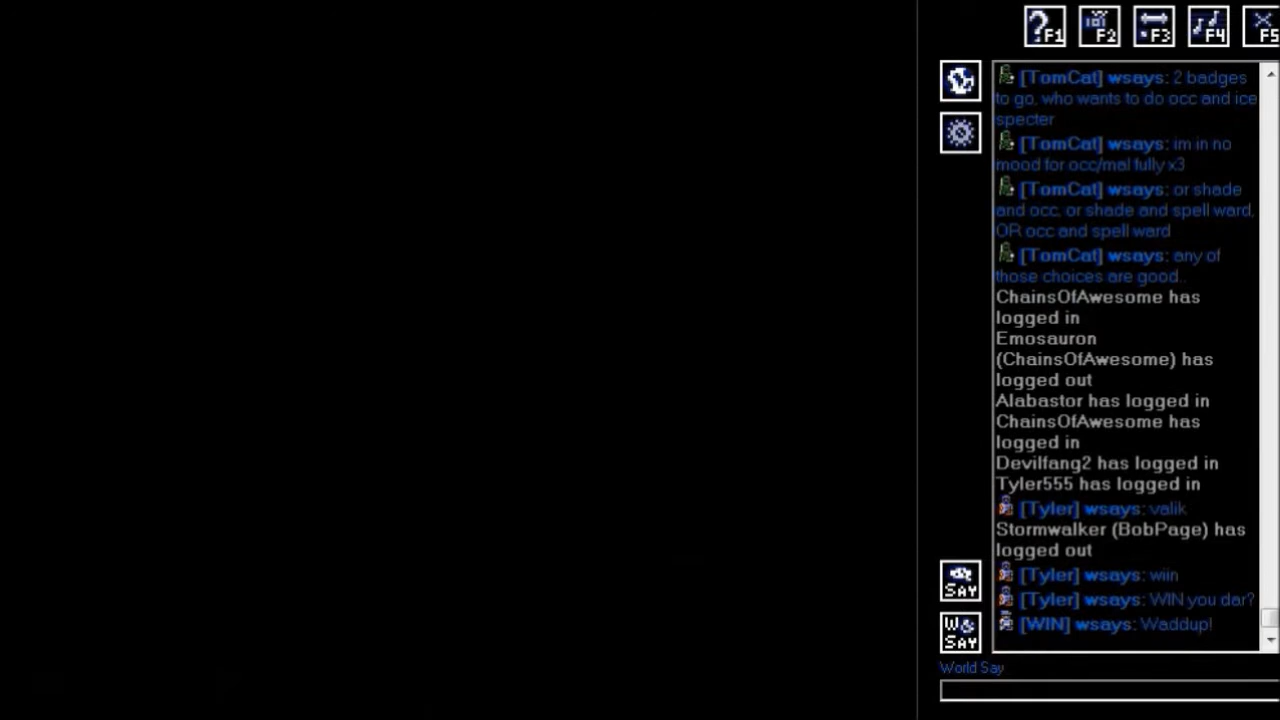 ?F1 F2 F3 F4 F5
[TomCat] wsays: 2 badges
to go, who wants to do occ and ice
specter
[TomCat] wsays: im in no
mood for occ/mal fully x3
[TomCat] wsays: or shade
and occ, or shade and spell ward,
OR occ and spell ward
[TomCat] wsays: any of
those choices are good..
ChainsOfAwesome has
logged in
Emosauron
(ChainsOfAwesome) has
logged out
Alabastor has logged in
ChainsOfAwesome has
logged in
Devilfang2 has logged in
Tyler555 has logged in
[Tyler] wsays: valik
Stormwalker (BobPage) has
logged out
[Tyler] wsays: wiin
[Tyler] wsays: WIN you dar?
[WIN] wsays: Waddup!
SAY
W&
SAY
World Say